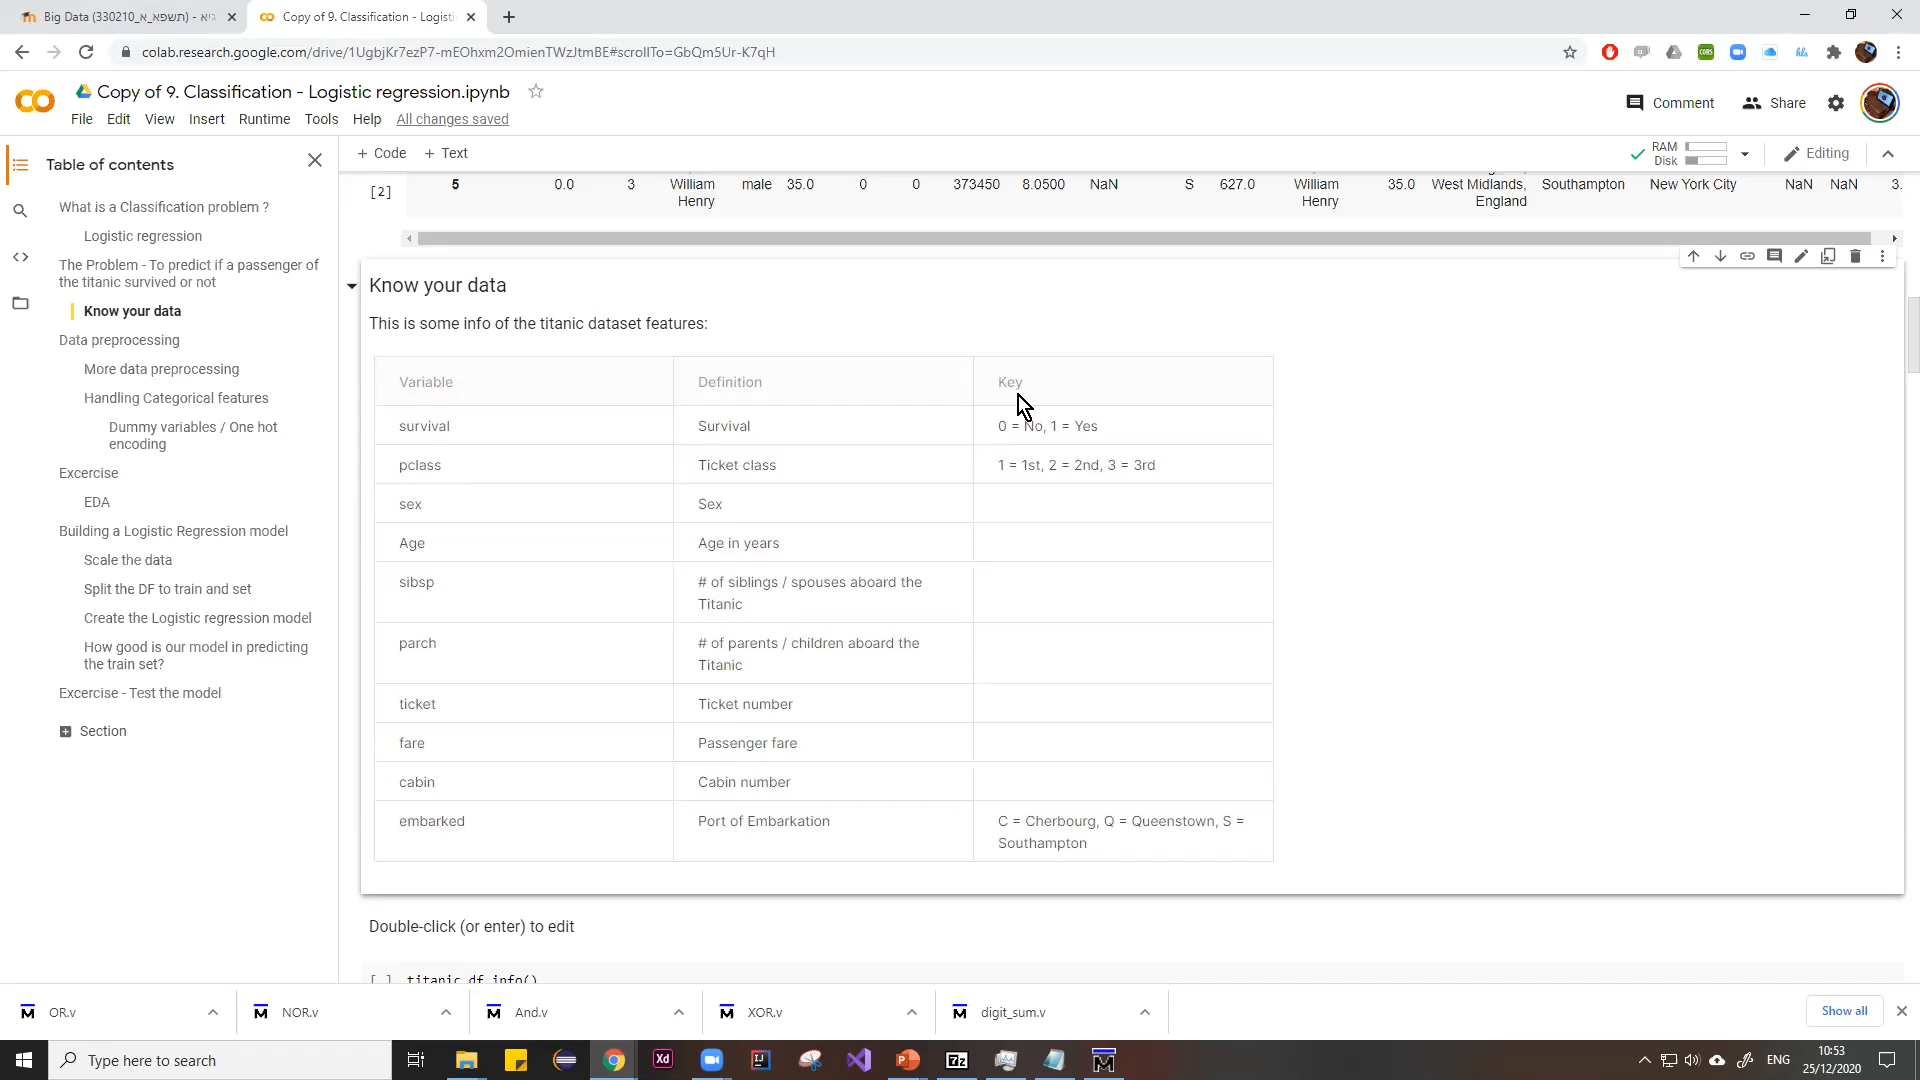 Big Data (330210_תשפא_א) - גיא
Copy of 9. Classification - Logisti
colab.research.google.com/drive/1UgbjKr7ezP7-mEOhxm2OmienTWzJtmBE#scrollTo=GbQm5Ur-K7qH
CORS
hls
Copy of 9. Classification - Logistic regression.ipynb
Comment
Share
File Edit View Insert Runtime Tools Help All changes saved
Table of contents
+ Code + Text
RAM
Disk
Editing
What is a Classification problem ?
Logistic regression
The Problem - To predict if a passenger of
the titanic survived or not
Know your data
Data preprocessing
More data preprocessing
Handling Categorical features
Dummy variables / One hot
encoding
Excercise
EDA
Building a Logistic Regression model
Scale the data
Split the DF to train and set
Create the Logistic regression model
How good is our model in predicting
the train set?
Excercise - Test the model
Section
[2]
5 0.0 3 William male 35.0 0 0 373450 8.0500 NaN S 627.0 William 35.0 West Midlands, Southampton New York City NaN NaN 3.
Henry Henry England
Know your data
This is some info of the titanic dataset features:
Variable Definition Key
survival Survival 0 = No, 1 = Yes
pclass Ticket class 1 = 1st, 2 = 2nd, 3 = 3rd
sex Sex
Age Age in years
sibsp # of siblings / spouses aboard the
Titanic
parch # of parents / children aboard the
Titanic
ticket Ticket number
fare Passenger fare
cabin Cabin number
embarked Port of Embarkation C = Cherbourg, Q = Queenstown, S =
Southampton
Double-click (or enter) to edit
[ ] titanic_df.info()
OR.v
NOR.v
And.v
XOR.v
digit_sum.v
Show all
Type here to search
Xd
IJ
7z
ENG
10:53
25/12/2020